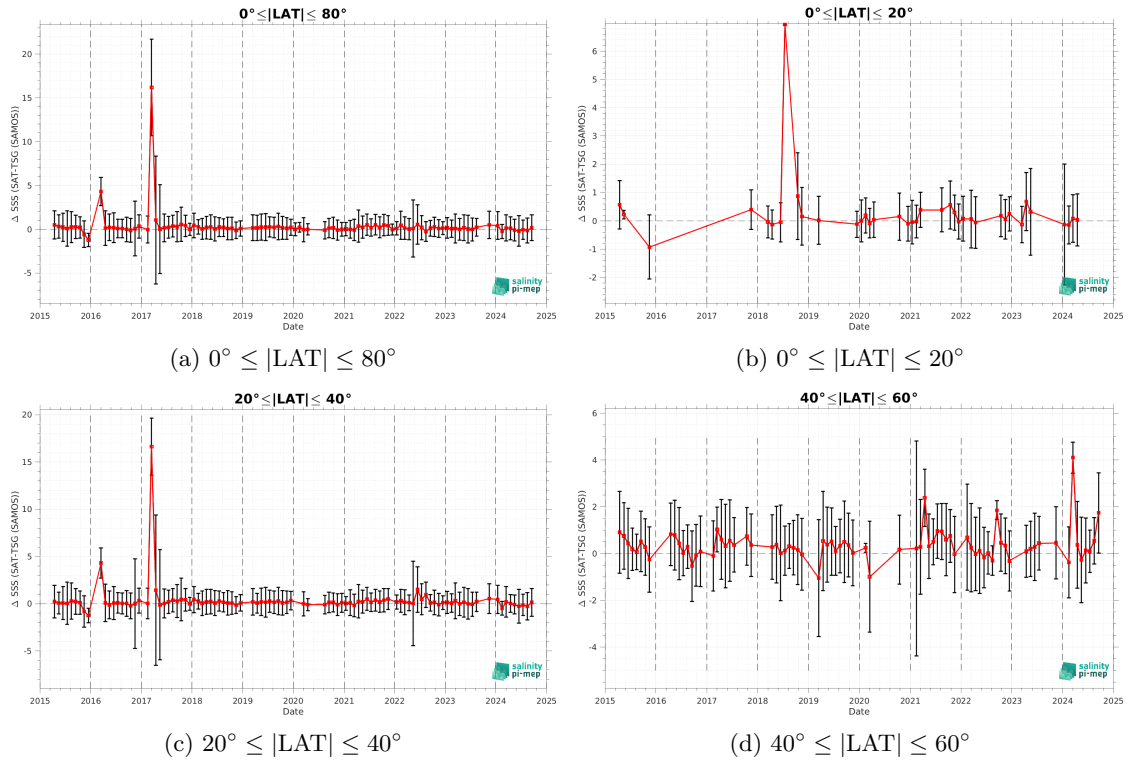 0°≤|LAT|≤ 80°
Δ SSS (SAT-TSG (SAMOS))
20
15
10
5
0
-5
2015 2016 2017 2018 2019 2020 2021 2022 2023 2024 2025
Date
salinity
pi-mep
(a) 0° ≤ |LAT| ≤ 80°
0°≤|LAT|≤ 20°
Δ SSS (SAT-TSG (SAMOS))
7
6
5
4
3
2
1
0
-1
-2
2015 2016 2017 2018 2019 2020 2021 2022 2023 2024 2025
Date
salinity
pi-mep
(b) 0° ≤ |LAT| ≤ 20°
20°≤|LAT|≤ 40°
Δ SSS (SAT-TSG (SAMOS))
20
15
10
5
0
-5
2015 2016 2017 2018 2019 2020 2021 2022 2023 2024 2025
Date
salinity
pi-mep
(c) 20° ≤ |LAT| ≤ 40°
40°≤|LAT|≤ 60°
Δ SSS (SAT-TSG (SAMOS))
6
4
2
0
-2
-4
2015 2016 2017 2018 2019 2020 2021 2022 2023 2024 2025
Date
salinity
pi-mep
(d) 40° ≤ |LAT| ≤ 60°